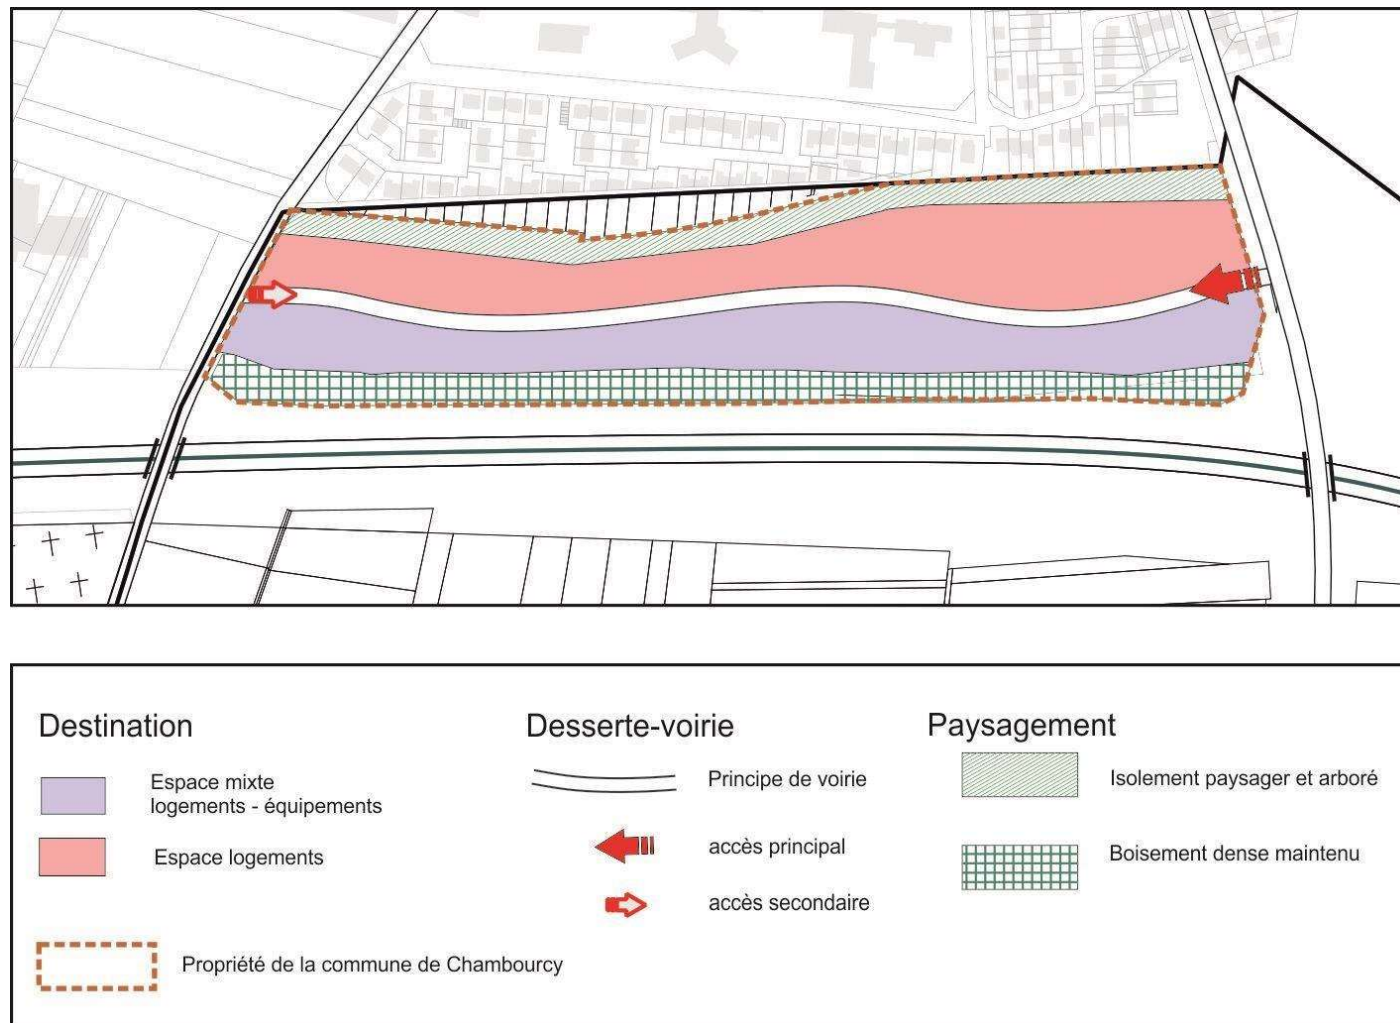 Destination
Espace mixte
logements - équipements
Espace logements
Propriété de la commune de Chambourcy
Desserte-voirie
Principe de voirie
accès principal
accès secondaire
Paysagement
Isolement paysager et arboré
Boisement dense maintenu